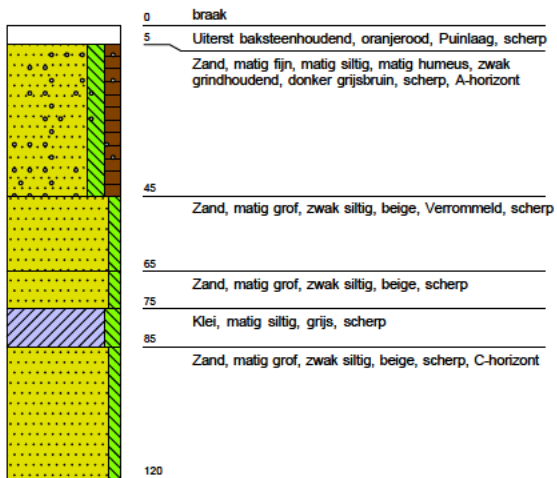 0
braak
5
Uiterst baksteenhoudend, oranjerood, Puinlaag, scherp
Zand, matig fijn, matig siltig, matig humeus, zwak
grindhoudend, donker grijsbruin, scherp, A-horizont
45
Zand, matig grof, zwak siltig, beige, Verrommeld, scherp
65
Zand, matig grof, zwak siltig, beige, scherp
75
Klei, matig siltig, grijs, scherp
85
Zand, matig grof, zwak siltig, beige, scherp, C-horizont
120